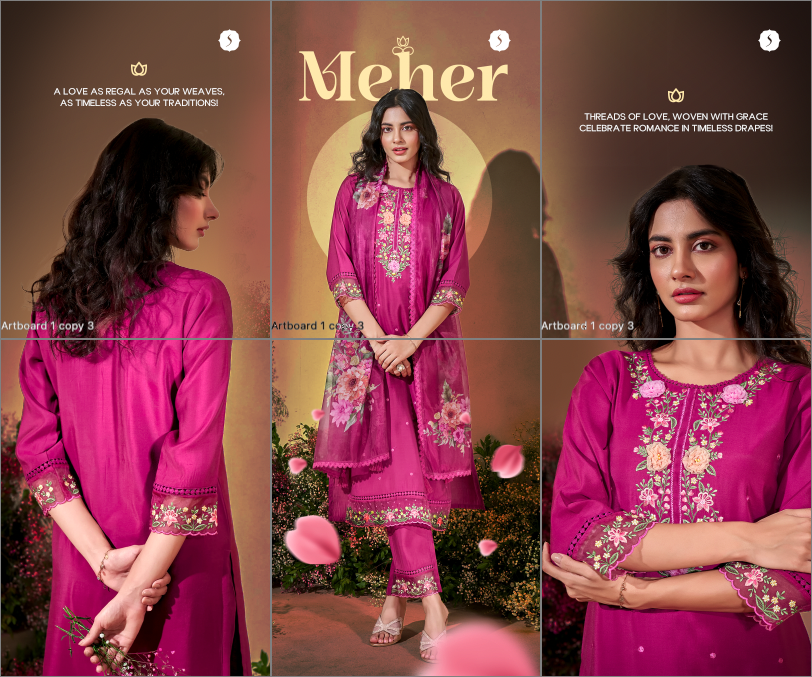 A LOVE AS REGAL AS YOUR WEAVES,
AS TIMELESS AS YOUR TRADITIONS!
Artboard 1 copy 3
Meher
Artboard 1 copy 3
THREADS OF LOVE, WOVEN WITH GRACE
CELEBRATE ROMANCE IN TIMELESS DRAPES!
Artboard 1 copy 3